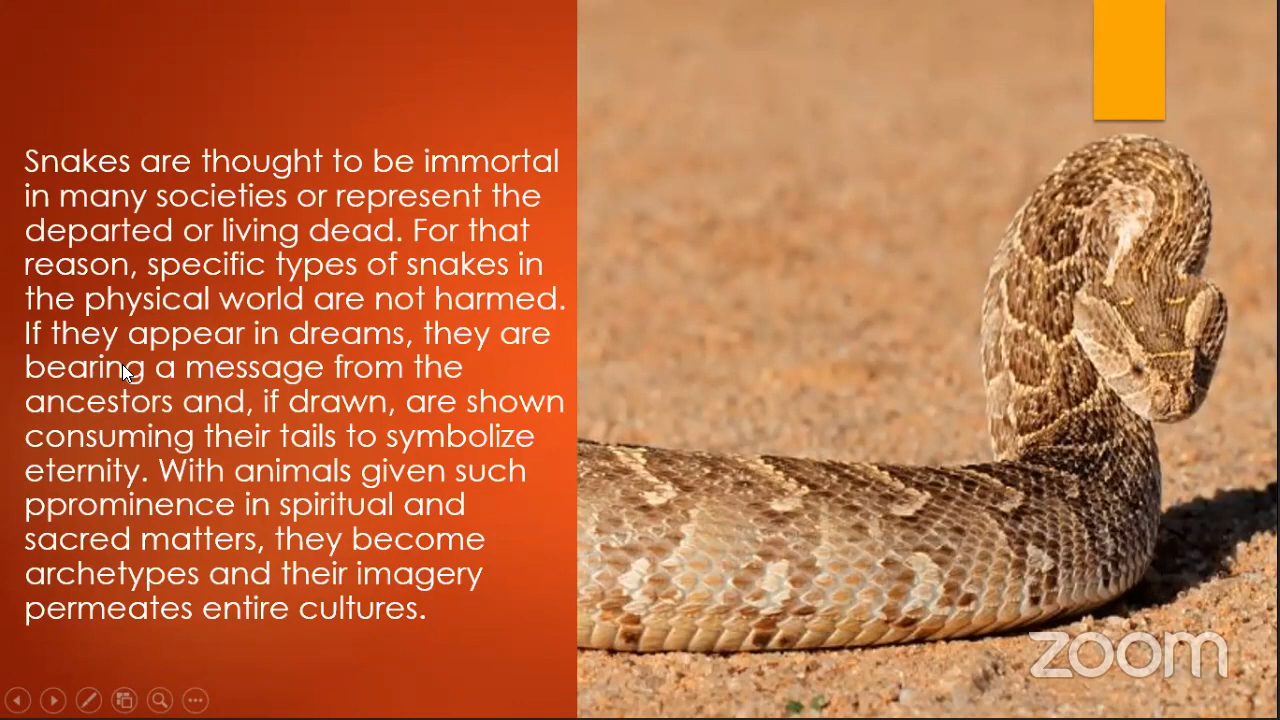 Snakes are thought to be immortal
in many societies or represent the
departed or living dead. For that
reason, specific types of snakes in
the physical world are not harmed.
If they appear in dreams, they are
bearing a message from the
ancestors and, if drawn, are shown
consuming their tails to symbolize
eternity. With animals given such
pprominence in spiritual and
sacred matters, they become
archetypes and their imagery
permeates entire cultures.
zoom